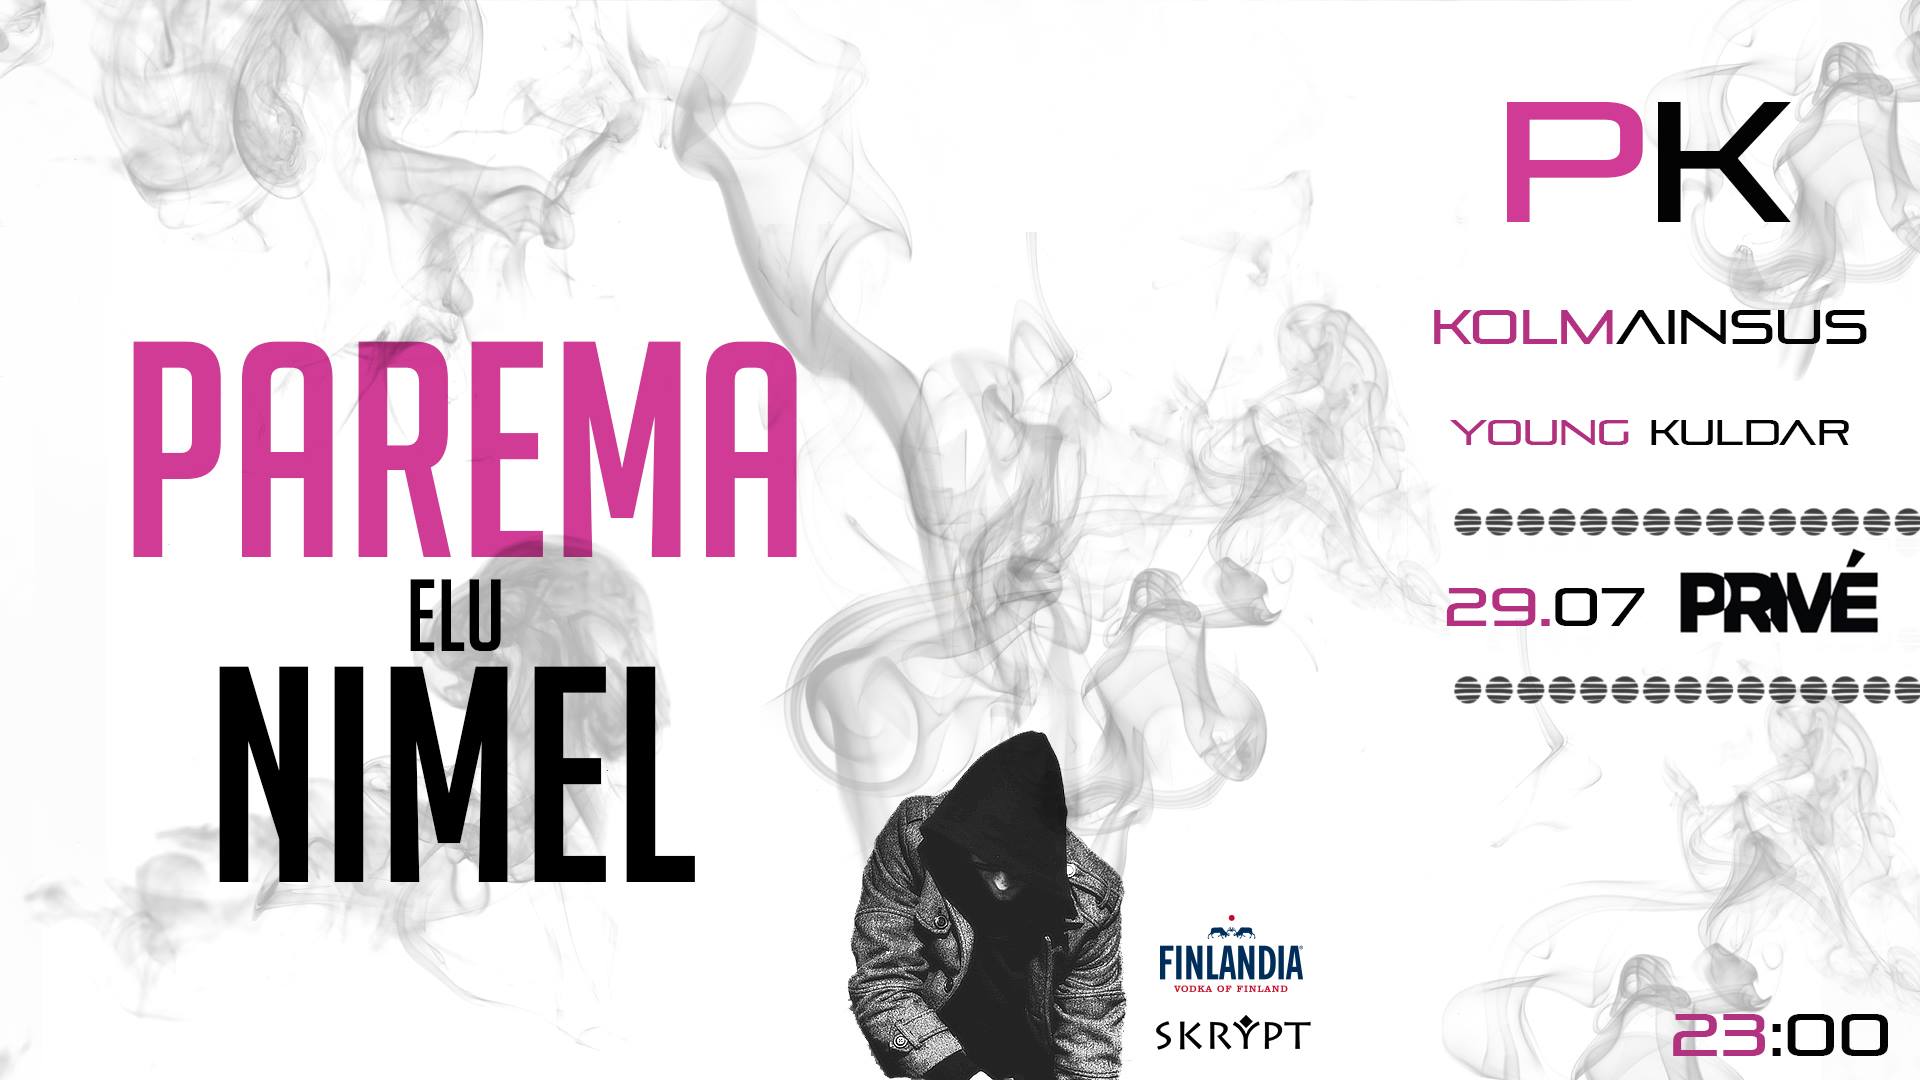 PAREMA
ELU
NIMEL
PK
KOLMAINSUS
YOUNG KULDAR
29.07 PRIVÉ
FINLANDIA®
VODKA OF FINLAND
SKRYPT
23:00